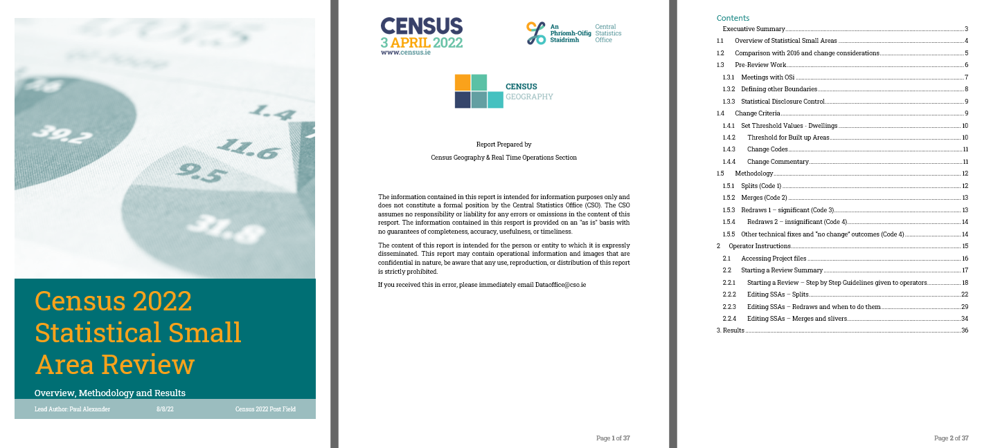 39.2
1.4
11.6
9.5
31.8
Census 2022
Statistical Small
Area Review
Overview, Methodology and Results
Lead Author: Paul Alexander 8/8/22 Census 2022 Post Field
CENSUS
3 APRIL 2022
www.census.ie
An
Phríomh-Oifig
Staidrimh
Central
Statistics
Office
CENSUS
GEOGRAPHY
Report Prepared by
Census Geography & Real Time Operations Section
The information contained in this report is intended for information purposes only and
does not constitute a formal position by the Central Statistics Office (CSO). The CSO
assumes no responsibility or liability for any errors or omissions in the content of this
resport. The information contained in this resport is provided on an "as is" basis with
no guarantees of completeness, accuracy, usefulness, or timeliness.
The content of this report is intended for the person or entity to which it is expressly
disseminated. This report may contain operational information and images that are
confidential in nature, be aware that any use, reproduction, or distribution of this report
is strictly prohibited.
If you received this in error, please immediately email Dataoffice@cso.ie
Page 1 of 37
Contents
Executive Summary 3
1.1 Overview of Statistical Small Areas 4
1.2 Comparison with 2016 and change considerations 5
1.3 Pre-Review Work 6
1.3.1 Meetings with OSi 7
1.3.2 Defining other Boundaries 8
1.3.3 Statistical Disclosure Control 9
1.4 Change Criteria 9
1.4.1 Set Threshold Values - Dwellings 10
1.4.2 Threshold for Built up Areas 10
1.4.3 Change Codes 11
1.4.4 Change Commentary 11
1.5 Methodology 12
1.5.1 Splits (Code 1) 12
1.5.2 Merges (Code 2) 13
1.5.3 Redraws 1 – significant (Code 3) 13
1.5.4 Redraws 2 – insignificant (Code 4) 14
1.5.5 Other technical fixes and “no change” outcomes (Code 4) 14
2 Operator Instructions 15
2.1 Accessing Project files 16
2.2 Starting a Review Summary 17
2.2.1 Starting a Review – Step by Step Guidelines given to operators 18
2.2.2 Editing SSAs – Splits 22
2.2.3 Editing SSAs – Redraws and when to do them 29
2.2.4 Editing SSAs – Merges and slivers 34
3. Results 36
Page 2 of 37